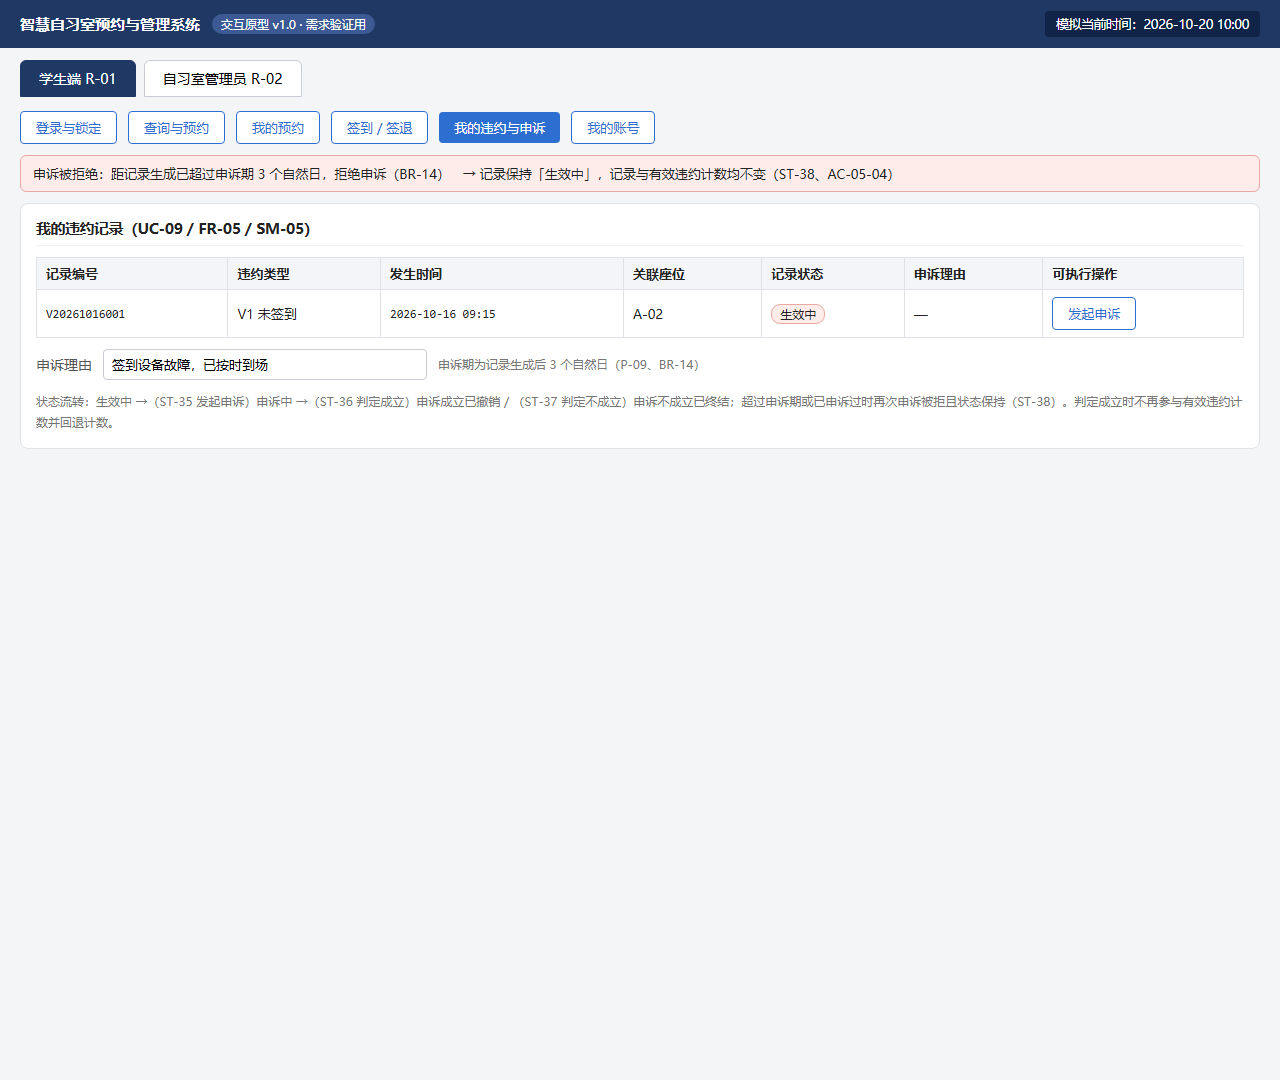 智慧自习室预约与管理系统 交互原型 v1.0 · 需求验证用 模拟当前时间：2026-10-20 10:00
学生端 R-01 自习室管理员 R-02
登录与锁定 查询与预约 我的预约 签到 / 签退 我的违约与申诉 我的账号
申诉被拒绝：距记录生成已超过申诉期 3 个自然日，拒绝申诉（BR-14） → 记录保持「生效中」，记录与有效违约计数均不变（ST-38、AC-05-04）
我的违约记录（UC-09 / FR-05 / SM-05）
记录编号 违约类型 发生时间 关联座位 记录状态 申诉理由 可执行操作
V20261016001 V1 未签到 2026-10-16 09:15 A-02 生效中 — 发起申诉
申诉理由 签到设备故障，已按时到场 申诉期为记录生成后 3 个自然日（P-09、BR-14）
状态流转：生效中 →（ST-35 发起申诉）申诉中 →（ST-36 判定成立）申诉成立已撤销 / （ST-37 判定不成立）申诉不成立已终结；超过申诉期或已申诉过时再次申诉被拒且状态保持（ST-38）。判定成立时不再参与有效违约计
数并回退计数。